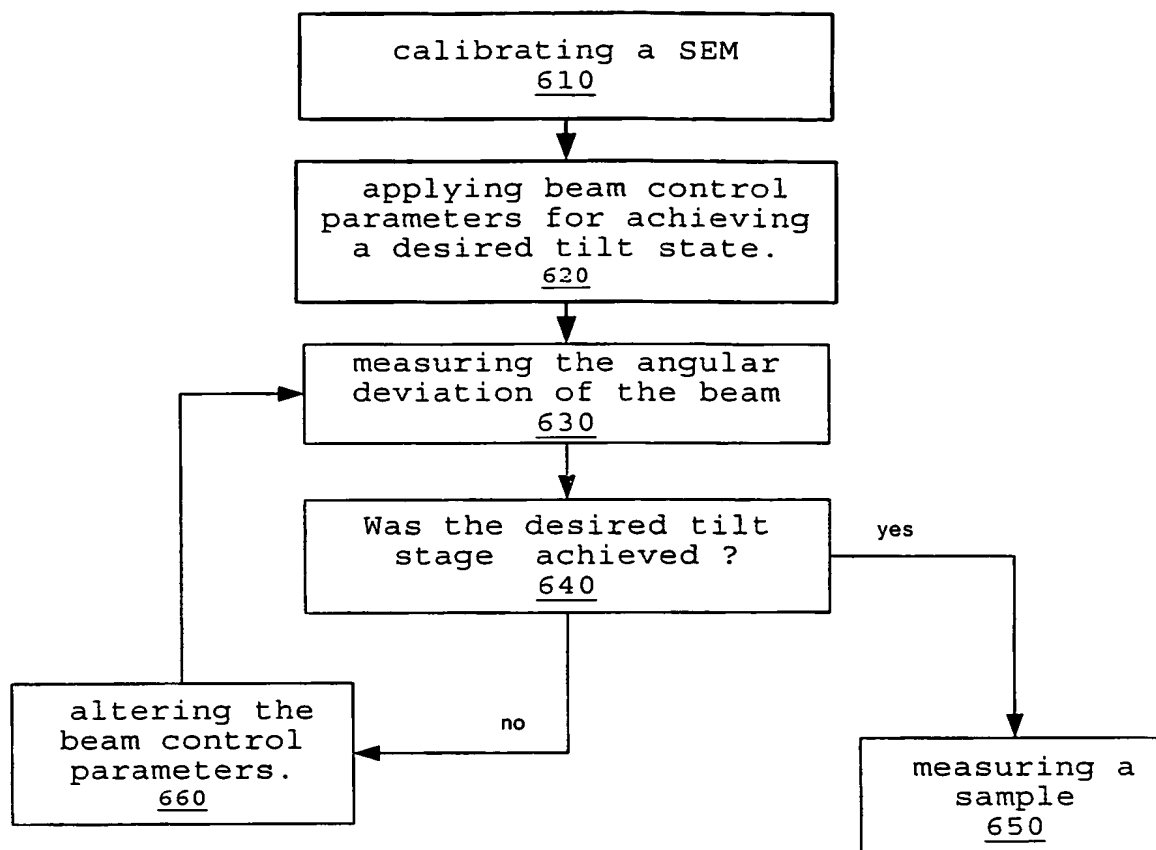 calibrating a SEM
610
applying beam control
parameters for achieving
a desired tilt state.
620
measuring the angular
deviation of the beam
630
Was the desired tilt
stage achieved ?
640
yes
no
altering the
beam control
parameters.
660
measuring a
sample
650